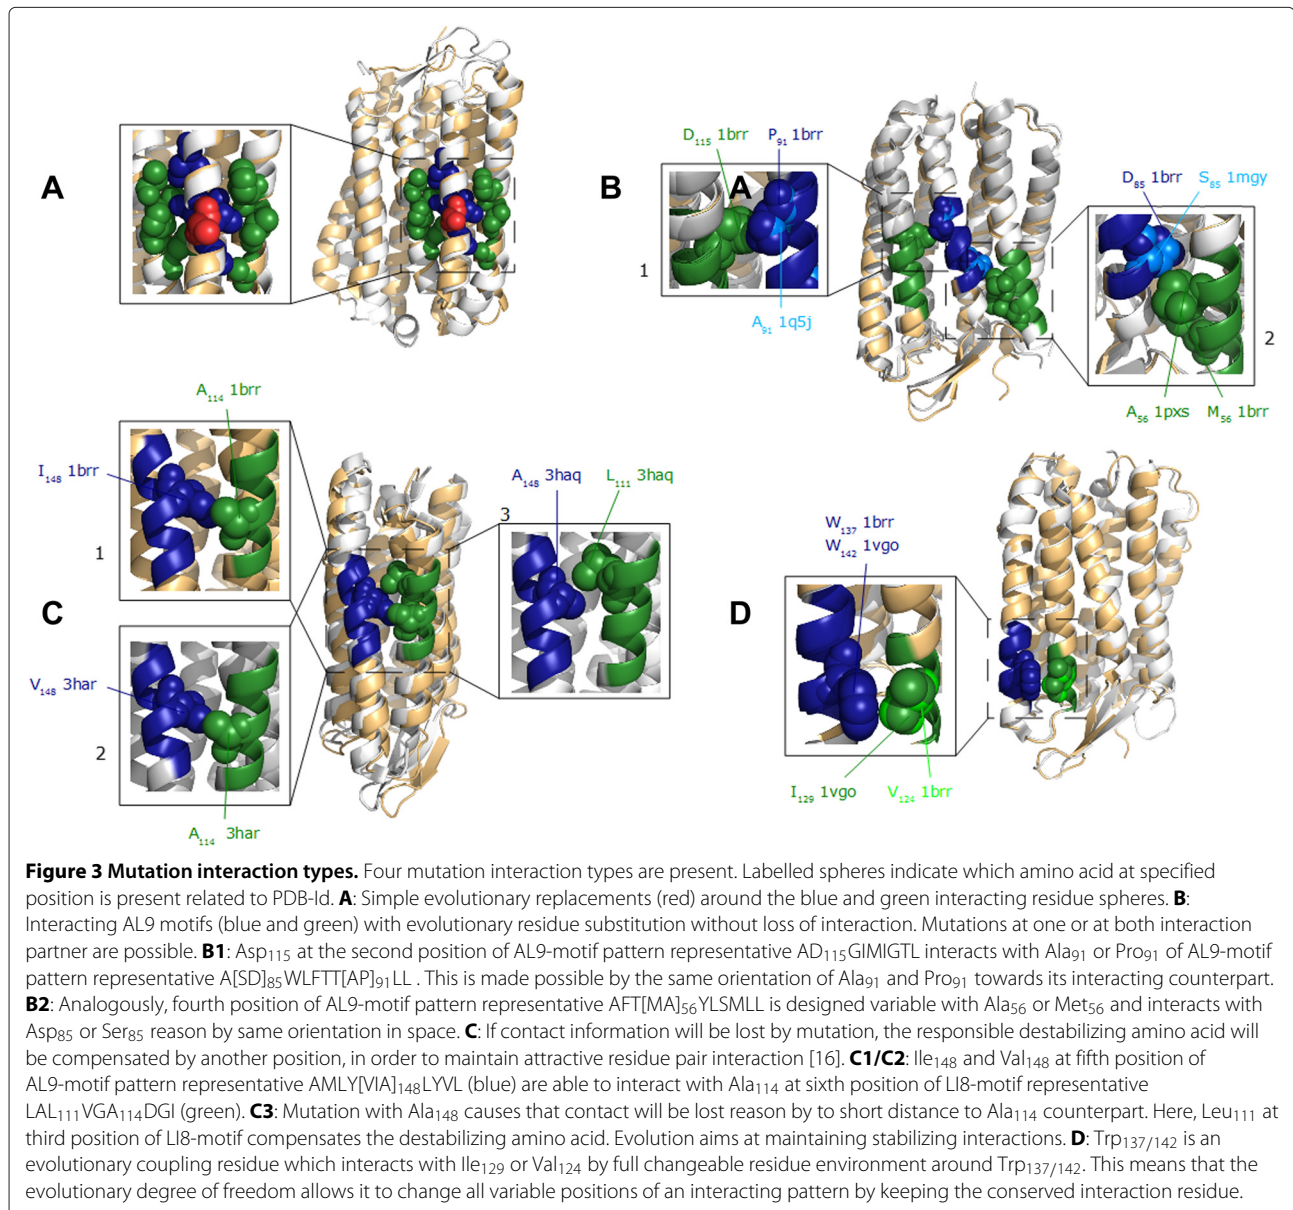 A
B
A
D₁₁₅ 1brr
P₉₁ 1brr
1
A₉₁ 1q5j
D₈₅ 1brr
S₈₅ 1mgy
2
A₅₆ 1pxs
M₅₆ 1brr
A₁₁₄ 1brr
I₁₄₈ 1brr
1
C
V₁₄₈ 3har
2
A₁₁₄ 3har
A₁₄₈ 3haq
L₁₁₁ 3haq
3
D
W₁₃₇ 1brr
W₁₄₂ 1vgo
I₁₂₉ 1vgo
V₁₂₄ 1brr
Figure 3 Mutation interaction types. Four mutation interaction types are present. Labelled spheres indicate which amino acid at specified
position is present related to PDB-Id. A: Simple evolutionary replacements (red) around the blue and green interacting residue spheres. B:
Interacting AL9 motifs (blue and green) with evolutionary residue substitution without loss of interaction. Mutations at one or at both interaction
partner are possible. B1: Asp₁₁₅ at the second position of AL9-motif pattern representative AD₁₁₅GIMIGTL interacts with Ala₉₁ or Pro₉₁ of AL9-motif
pattern representative A[SD]₈₅WLFTT[AP]₉₁LL . This is made possible by the same orientation of Ala₉₁ and Pro₉₁ towards its interacting counterpart.
B2: Analogously, fourth position of AL9-motif pattern representative AFT[MA]₅₆YLSMLL is designed variable with Ala₅₆ or Met₅₆ and interacts with
Asp₈₅ or Ser₈₅ reason by same orientation in space. C: If contact information will be lost by mutation, the responsible destabilizing amino acid will
be compensated by another position, in order to maintain attractive residue pair interaction [16]. C1/C2: Ile₁₄₈ and Val₁₄₈ at fifth position of
AL9-motif pattern representative AMLY[VIA]₁₄₈LYVL (blue) are able to interact with Ala₁₁₄ at sixth position of LI8-motif representative
LAL₁₁₁VGA₁₁₄DGI (green). C3: Mutation with Ala₁₄₈ causes that contact will be lost reason by to short distance to Ala₁₁₄ counterpart. Here, Leu₁₁₁ at
third position of LI8-motif compensates the destabilizing amino acid. Evolution aims at maintaining stabilizing interactions. D: Trp₁₃₇/₁₄₂ is an
evolutionary coupling residue which interacts with Ile₁₂₉ or Val₁₂₄ by full changeable residue environment around Trp₁₃₇/₁₄₂. This means that the
evolutionary degree of freedom allows it to change all variable positions of an interacting pattern by keeping the conserved interaction residue.